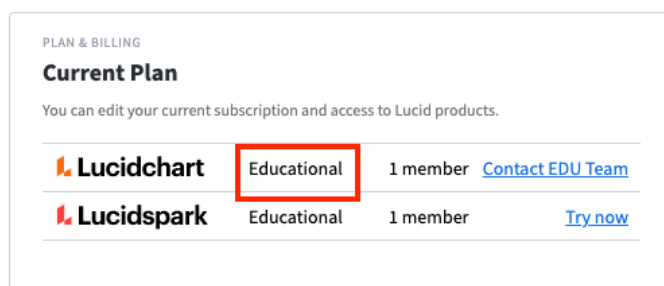 PLAN & BILLING
Current Plan
You can edit your current subscription and access to Lucid products.
Lucidchart Educational 1 member Contact EDU Team
Lucidspark Educational 1 member Try now